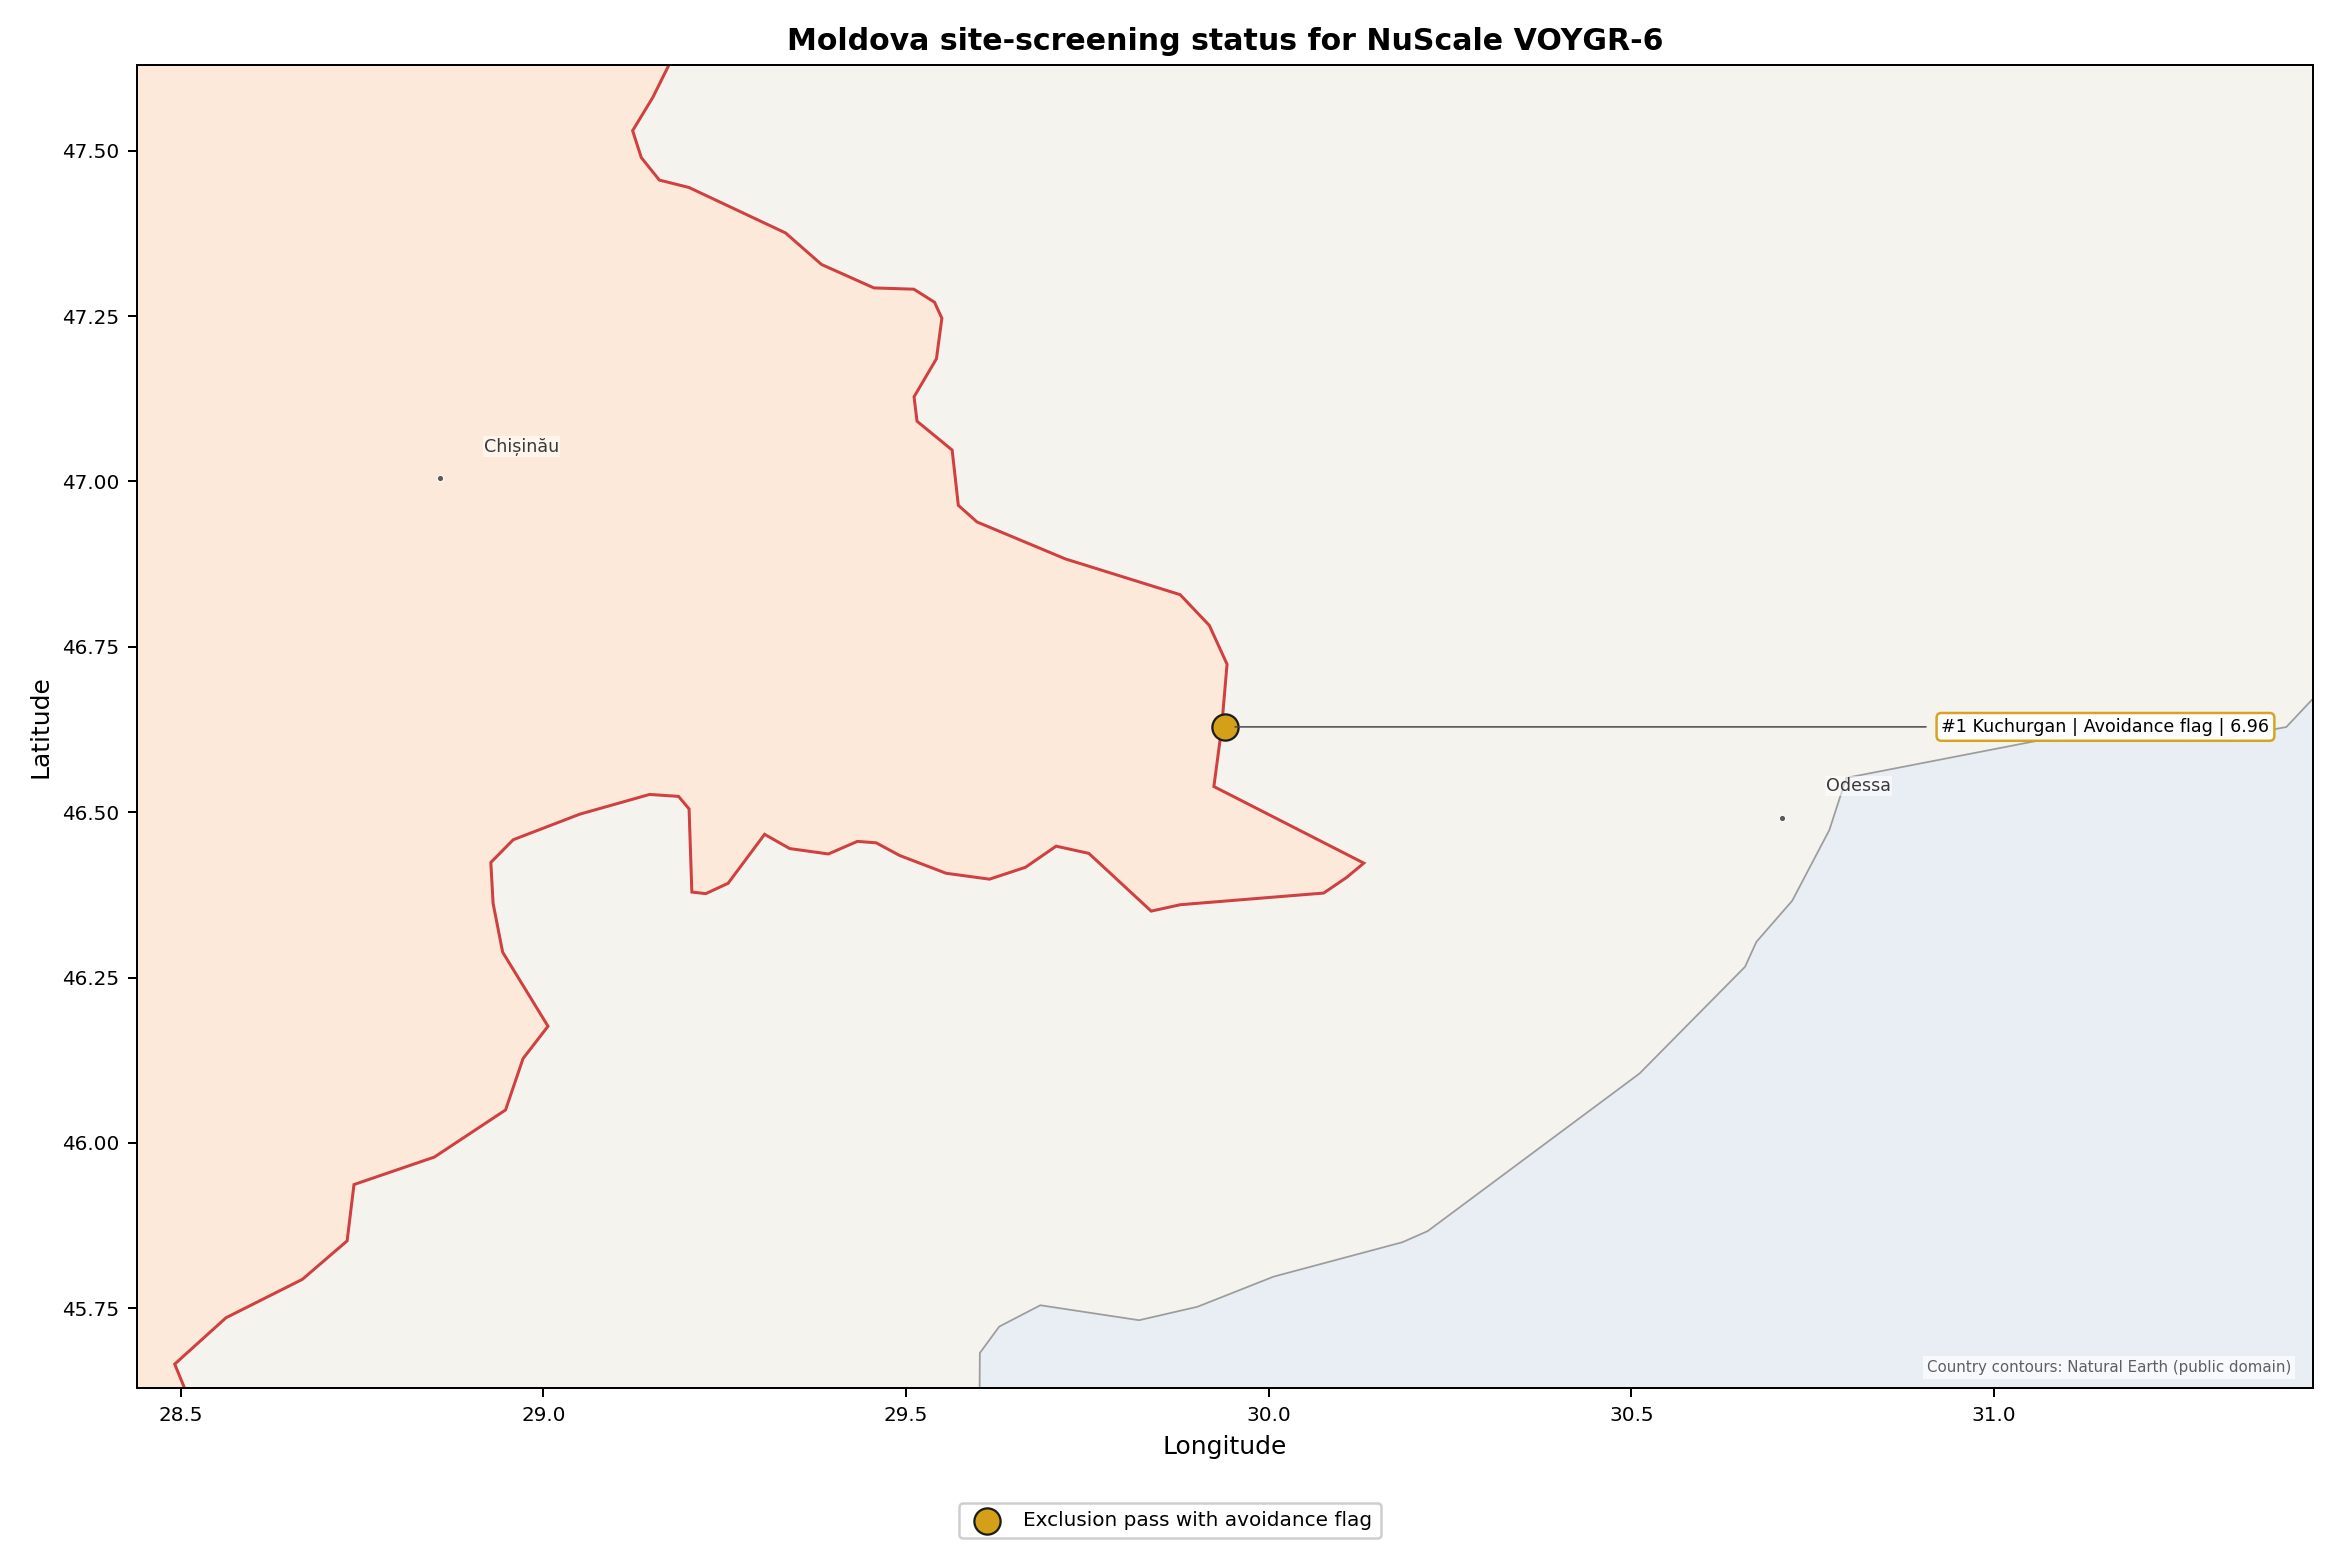 Moldova site-screening status for NuScale VOYGR-6
47.50
47.25
47.00
46.75
46.50
46.25
46.00
45.75
Latitude
Chișinău
#1 Kuchurgan | Avoidance flag | 6.96
Odessa
Country contours: Natural Earth (public domain)
28.5 29.0 29.5 30.0 30.5 31.0
Longitude
Exclusion pass with avoidance flag